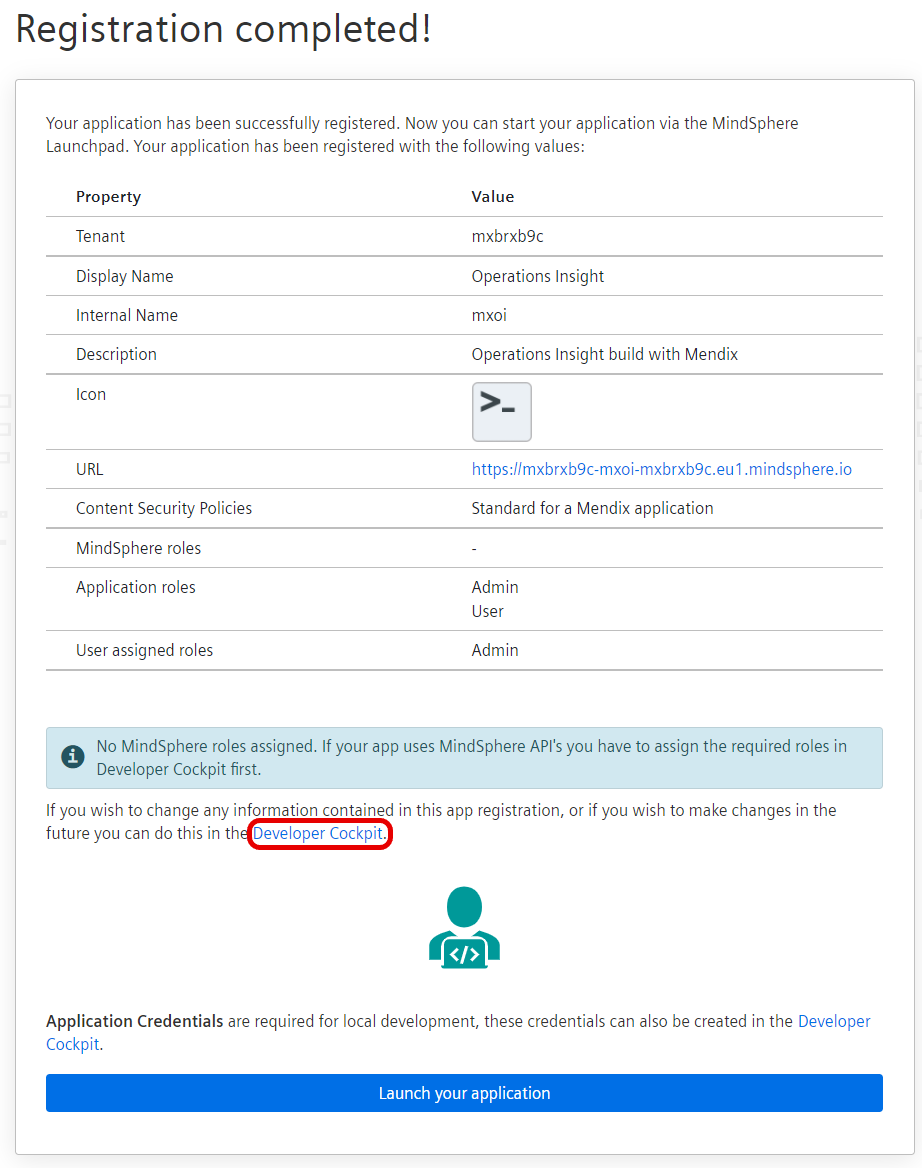 Registration completed!
Your application has been successfully registered. Now you can start your application via the MindSphere
Launchpad. Your application has been registered with the following values:
Property Value
Tenant mxbrxb9c
Display Name Operations Insight
Internal Name mxoi
Description Operations Insight build with Mendix
Icon >_
URL https://mxbrxb9c-mxoi-mxbrxb9c.eu1.mindsphere.io
Content Security Policies Standard for a Mendix application
MindSphere roles -
Application roles Admin
User
User assigned roles Admin
No MindSphere roles assigned. If your app uses MindSphere API's you have to assign the required roles in
Developer Cockpit first.
If you wish to change any information contained in this app registration, or if you wish to make changes in the
future you can do this in the Developer Cockpit.
</>
Application Credentials are required for local development, these credentials can also be created in the Developer
Cockpit.
Launch your application